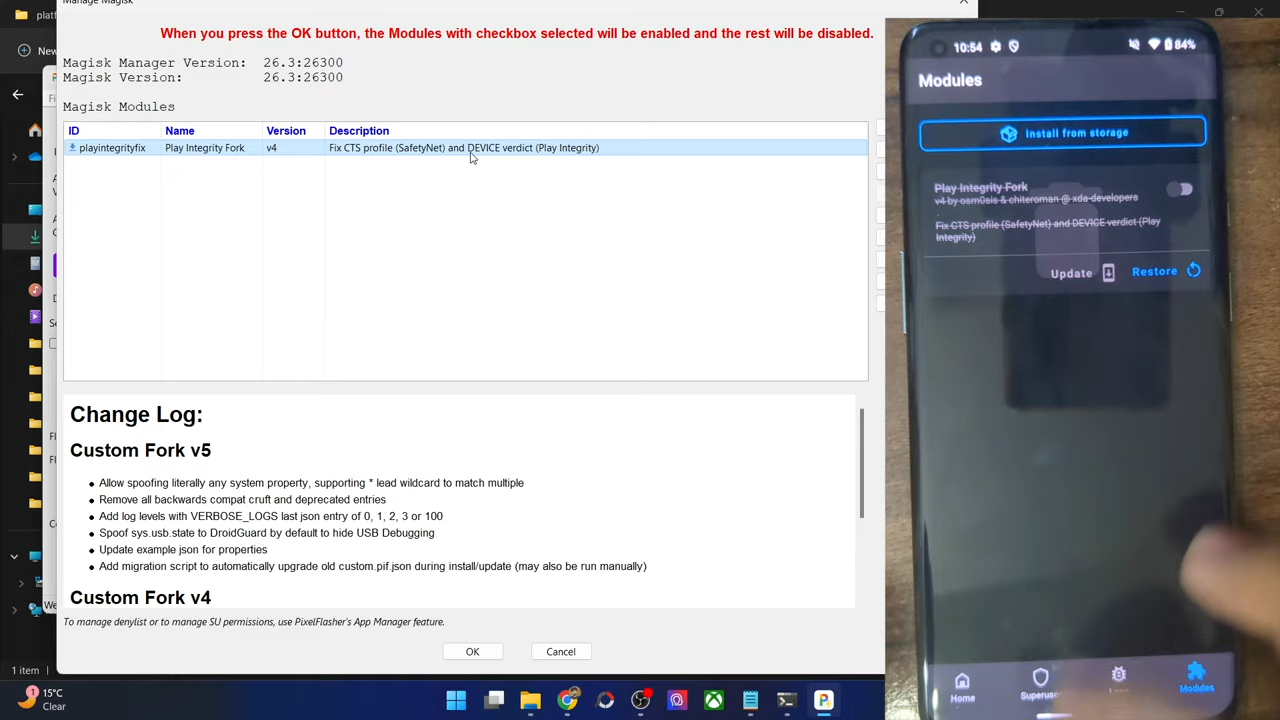 Manage Magisk
When you press the OK button, the Modules with checkbox selected will be enabled and the rest will be disabled.
Magisk Manager Version: 26.3:26300
Magisk Version: 26.3:26300
Magisk Modules
ID Name Version Description
playintegrityfix Play Integrity Fork v4 Fix CTS profile (SafetyNet) and DEVICE verdict (Play Integrity)
Change Log:
Custom Fork v5
Allow spoofing literally any system property, supporting * lead wildcard to match multiple
Remove all backwards compat cruft and deprecated entries
Add log levels with VERBOSE_LOGS last json entry of 0, 1, 2, 3 or 100
Spoof sys.usb.state to DroidGuard by default to hide USB Debugging
Update example json for properties
Add migration script to automatically upgrade old custom.pif.json during install/update (may also be run manually)
Custom Fork v4
To manage denylist or to manage SU permissions, use PixelFlasher's App Manager feature.
OK Cancel
platf
New
1 item
15°C
Clear
10:54 84%
Modules
Install from storage
Play Integrity Fork
v4 by osm0sis & chiteroman @ xda-developers
Fix CTS profile (SafetyNet) and DEVICE verdict (Play
Integrity)
Update Restore
Home Superuse Modules